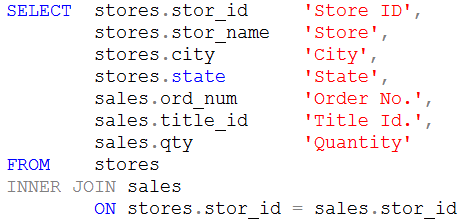 SELECT stores.stor_id 'Store ID',
stores.stor_name 'Store',
stores.city 'City',
stores.state 'State',
sales.ord_num 'Order No.',
sales.title_id 'Title Id.',
sales.qty 'Quantity'
FROM stores
INNER JOIN sales
ON stores.stor_id = sales.stor_id